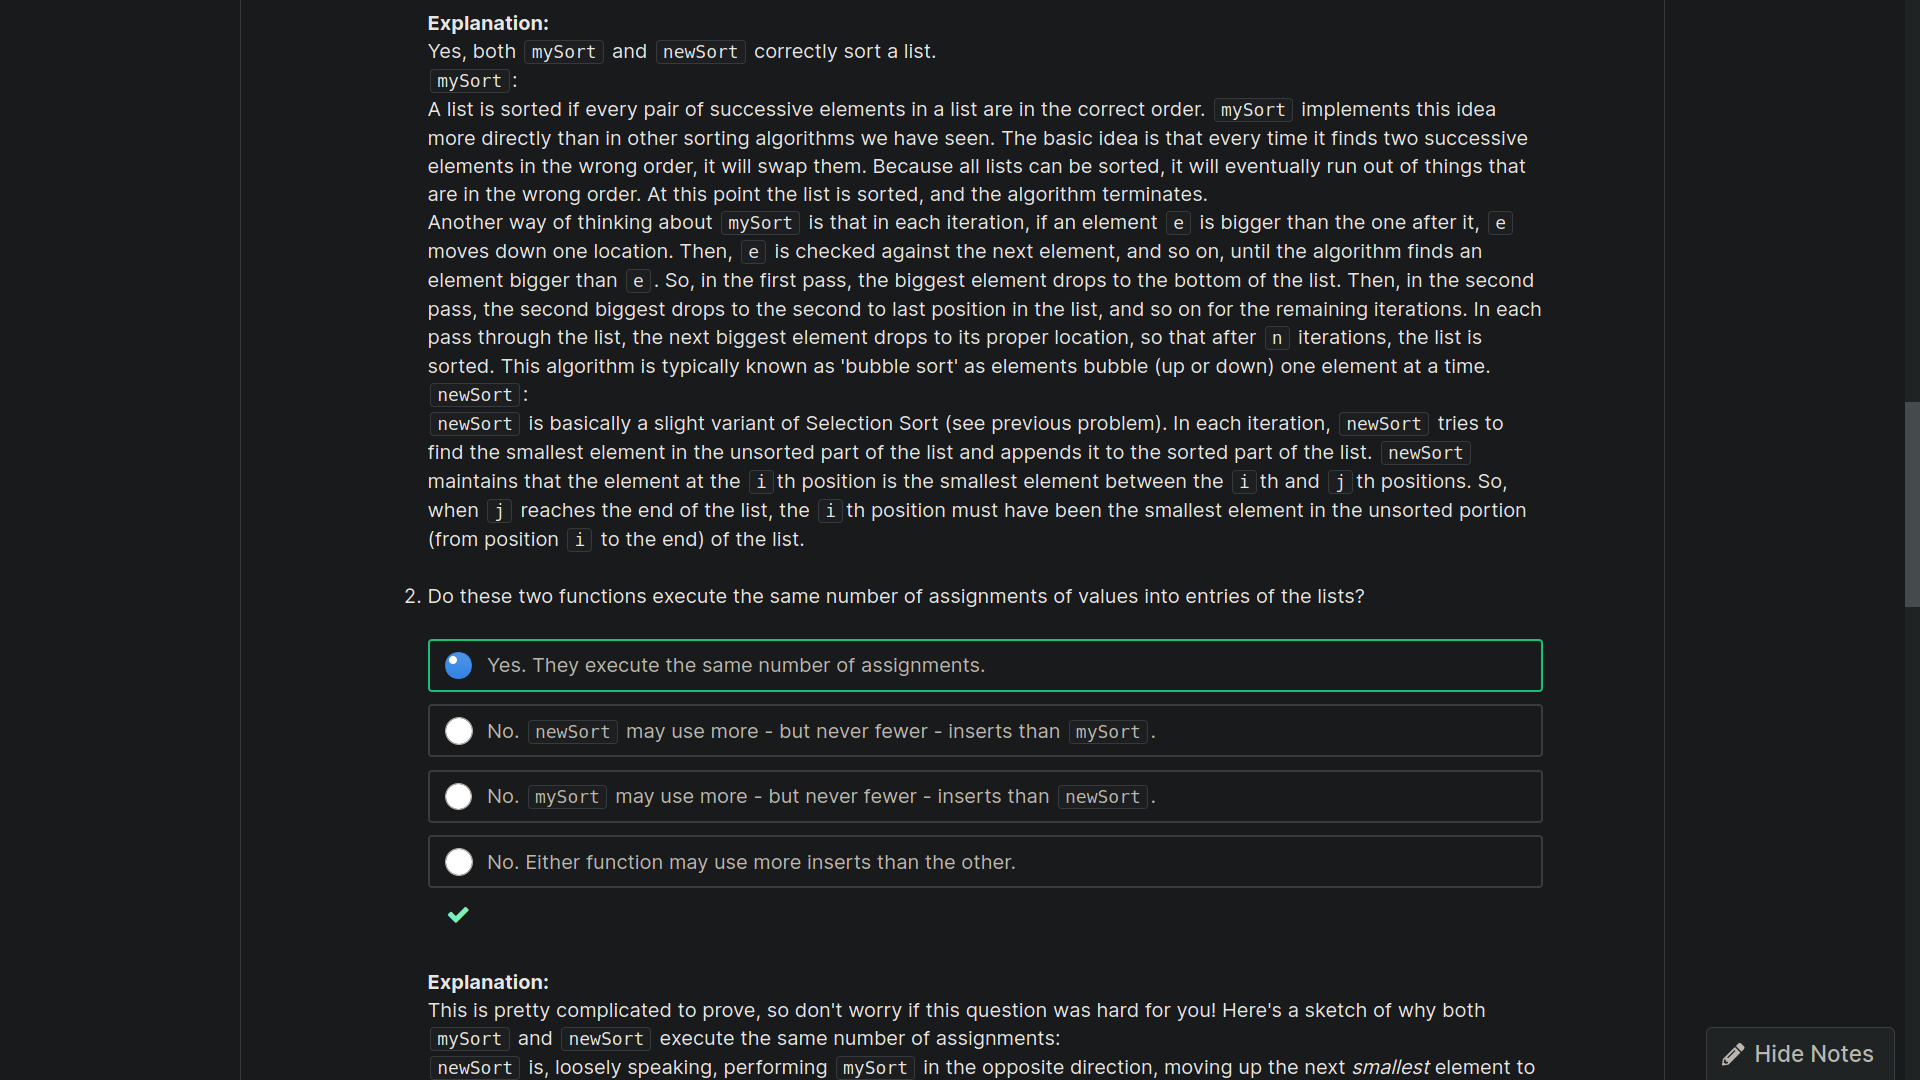 Explanation:
Yes, both mySort and newSort correctly sort a list.
mySort:
A list is sorted if every pair of successive elements in a list are in the correct order. mySort implements this idea
more directly than in other sorting algorithms we have seen. The basic idea is that every time it finds two successive
elements in the wrong order, it will swap them. Because all lists can be sorted, it will eventually run out of things that
are in the wrong order. At this point the list is sorted, and the algorithm terminates.
Another way of thinking about mySort is that in each iteration, if an element e is bigger than the one after it, e
moves down one location. Then, e is checked against the next element, and so on, until the algorithm finds an
element bigger than e. So, in the first pass, the biggest element drops to the bottom of the list. Then, in the second
pass, the second biggest drops to the second to last position in the list, and so on for the remaining iterations. In each
pass through the list, the next biggest element drops to its proper location, so that after n iterations, the list is
sorted. This algorithm is typically known as 'bubble sort' as elements bubble (up or down) one element at a time.
newSort:
newSort is basically a slight variant of Selection Sort (see previous problem). In each iteration, newSort tries to
find the smallest element in the unsorted part of the list and appends it to the sorted part of the list. newSort
maintains that the element at the ith position is the smallest element between the ith and jth positions. So,
when j reaches the end of the list, the ith position must have been the smallest element in the unsorted portion
(from position i to the end) of the list.
2. Do these two functions execute the same number of assignments of values into entries of the lists?
Yes. They execute the same number of assignments.
No. newSort may use more - but never fewer - inserts than mySort.
No. mySort may use more - but never fewer - inserts than newSort.
No. Either function may use more inserts than the other.
Explanation:
This is pretty complicated to prove, so don't worry if this question was hard for you! Here's a sketch of why both
mySort and newSort execute the same number of assignments:
newSort is, loosely speaking, performing mySort in the opposite direction, moving up the next smallest element to
Hide Notes